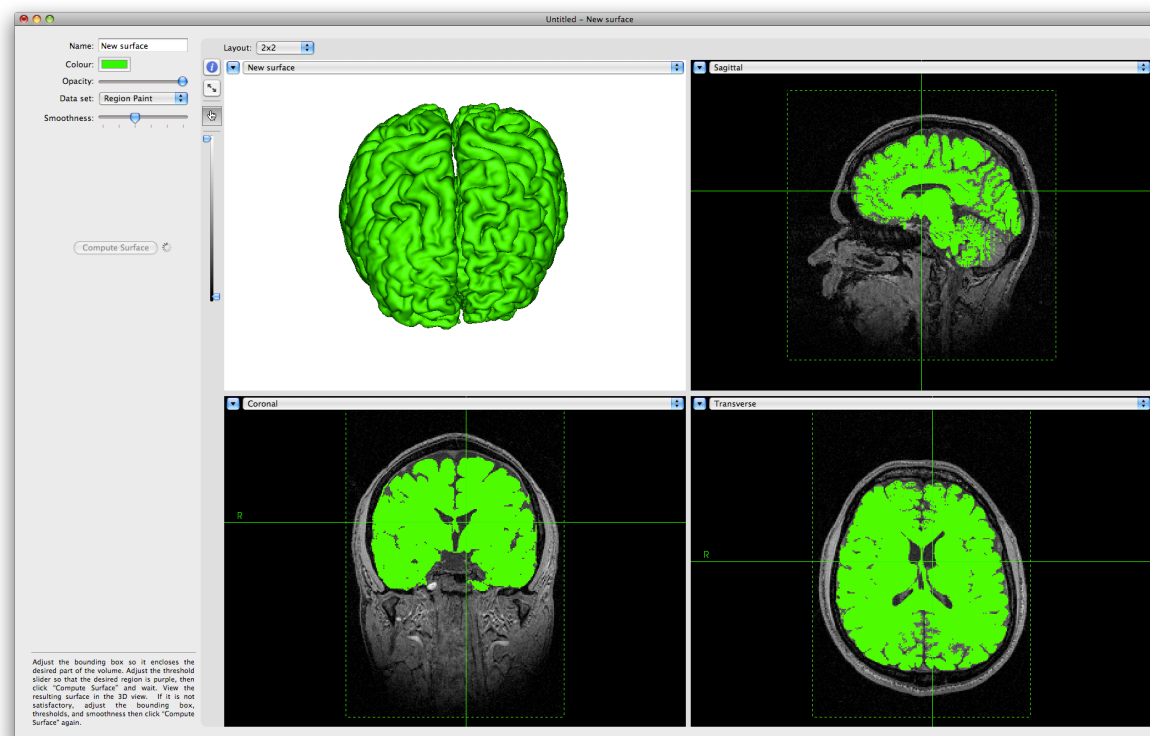 Untitled – New surface
Name: New surface
Colour:
Opacity:
Data set: Region Paint
Smoothness:
Compute Surface
Adjust the bounding box so it encloses the
desired part of the volume. Adjust the threshold
slider so that the desired region is purple, then
click "Compute Surface" and wait. View the
resulting surface in the 3D view. If it is not
satisfactory, adjust the bounding box,
thresholds, and smoothness then click "Compute
Surface" again.
Layout: 2x2
i
New surface
Sagittal
Coronal
R
Transverse
R